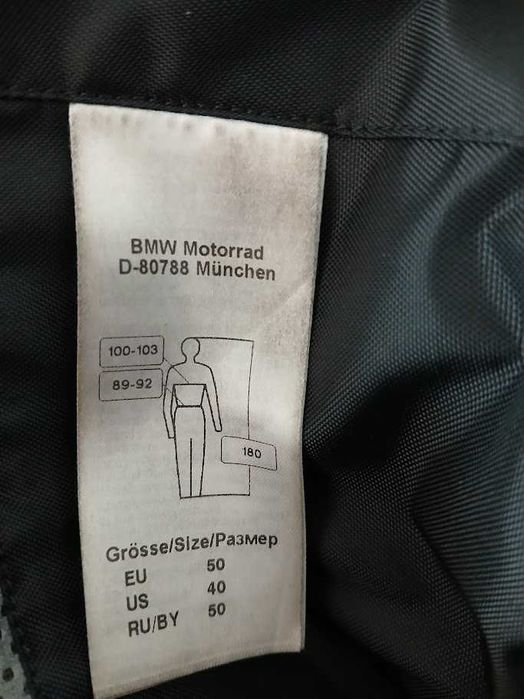 BMW Motorrad
D-80788 München
100-103
89-92
180
Grösse/Size/Размер
EU 50
US 40
RU/BY 50